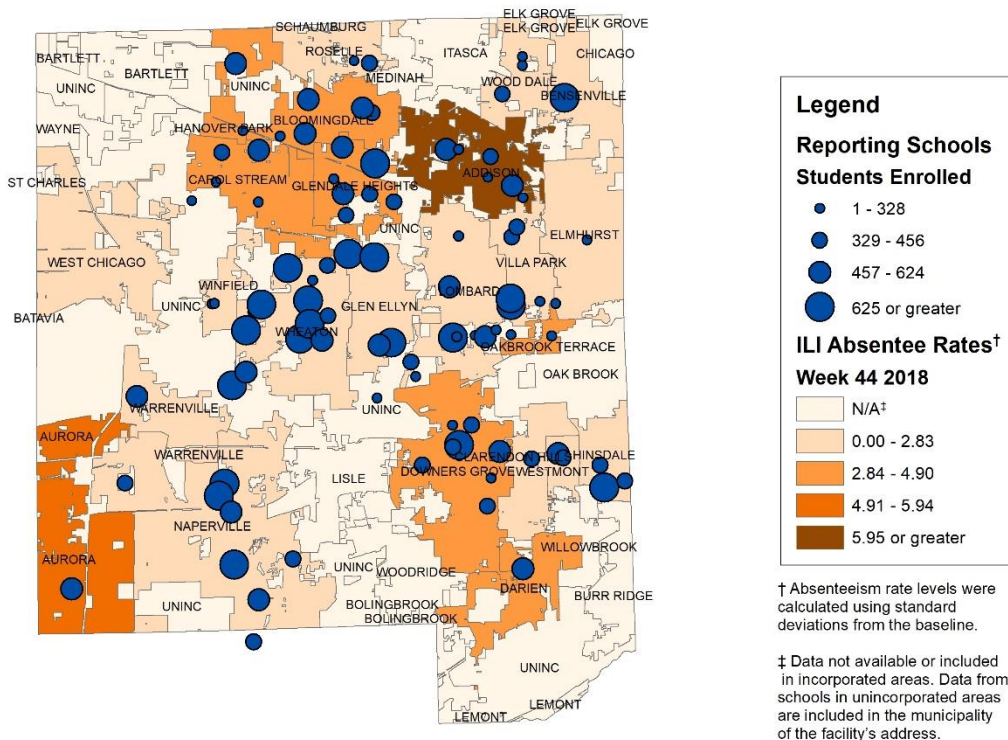 ELK GROVE
ELK GROVE
ELK GROVE
SCHAUMBURG
ROSELLE
ITASCA
CHICAGO
BARTLETT
BARTLETT
MEDINAH
WOOD DALE
UNINC
UNINC
BENSENVILLE
WAYNE
HANOVER PARK
BLOOMINGDALE
ST CHARLES
CAROL STREAM
GLENDALE HEIGHTS
ADDISON
UNINC
ELMHURST
WEST CHICAGO
VILLA PARK
WINFIELD
LOMBARD
UNINC
GLEN ELLYN
BATAVIA
WHEATON
OAKBROOK TERRACE
OAK BROOK
WARRENVILLE
UNINC
AURORA
WARRENVILLE
CLARENDON HILLS
HINSDALE
DOWNERS GROVE
WESTMONT
LISLE
NAPERVILLE
AURORA
UNINC
WOODRIDGE
WILLOWBROOK
DARIEN
BURR RIDGE
UNINC
BOLINGBROOK
BOLINGBROOK
UNINC
LEMONT
LEMONT
Legend
Reporting Schools
Students Enrolled
1 - 328
329 - 456
457 - 624
625 or greater
ILI Absentee Rates†
Week 44 2018
N/A‡
0.00 - 2.83
2.84 - 4.90
4.91 - 5.94
5.95 or greater
† Absenteeism rate levels were
calculated using standard
deviations from the baseline.
‡ Data not available or included
in incorporated areas. Data from
schools in unincorporated areas
are included in the municipality
of the facility's address.